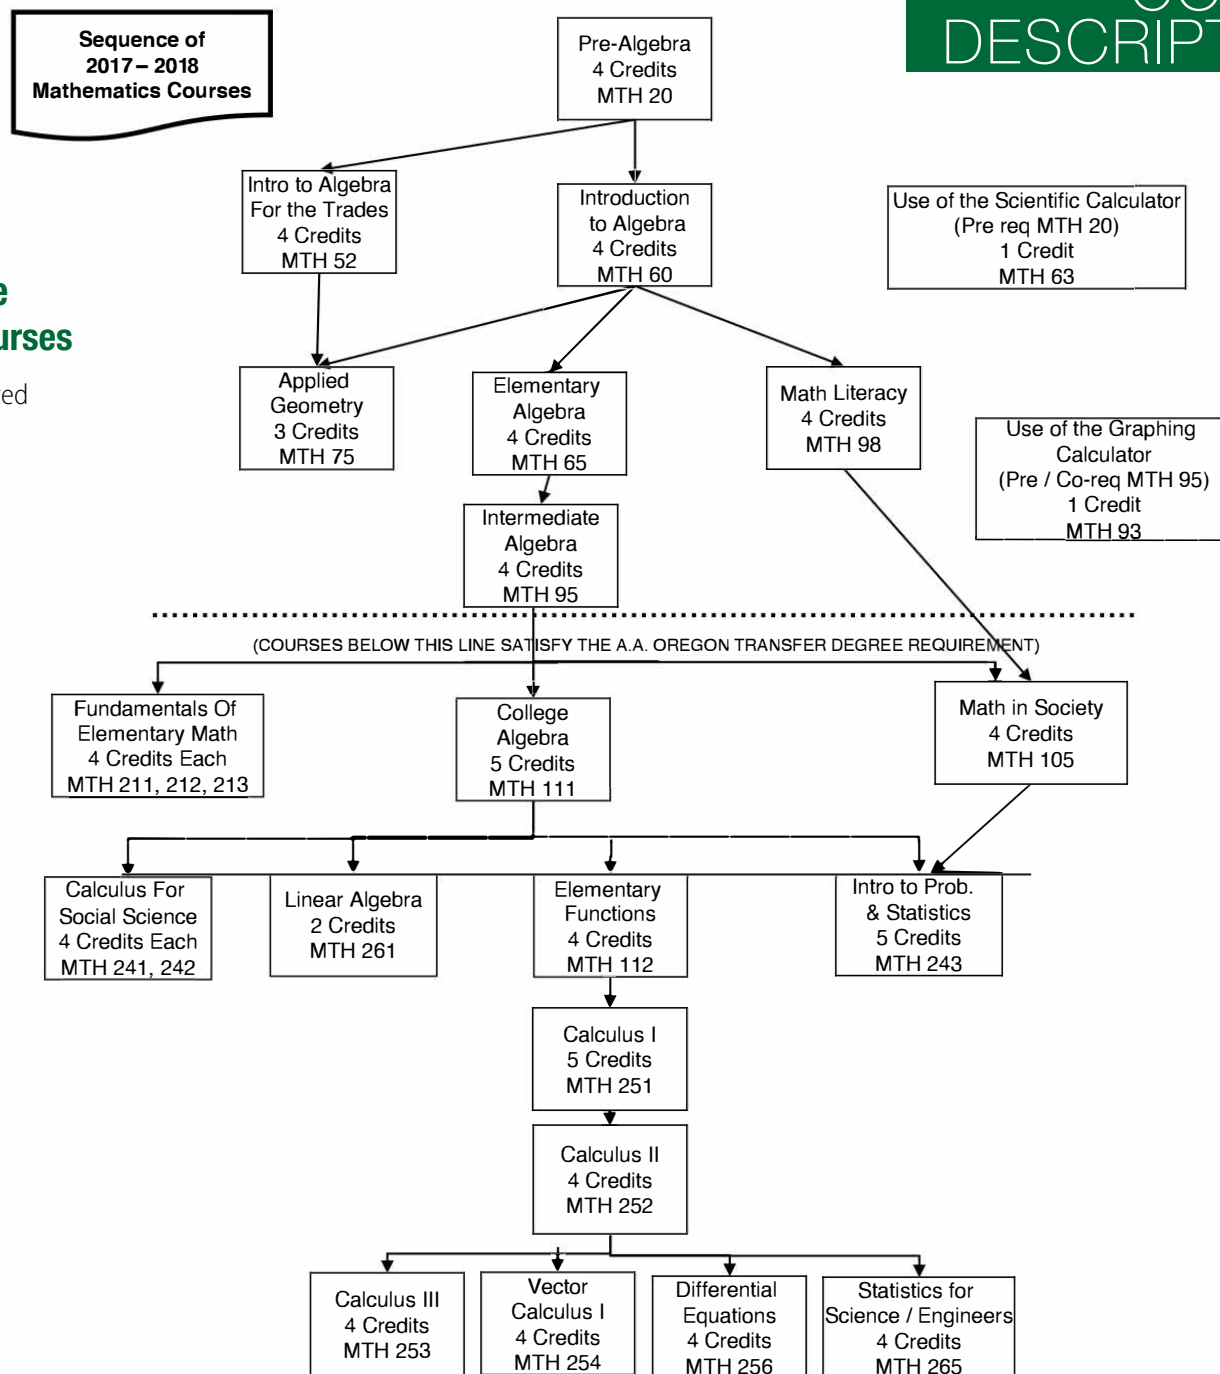 Sequence of
2017 – 2018
Mathematics Courses
DESCRIPT
Pre-Algebra
4 Credits
MTH 20
Intro to Algebra
For the Trades
4 Credits
MTH 52
Introduction
to Algebra
4 Credits
MTH 60
Use of the Scientific Calculator
(Pre req MTH 20)
1 Credit
MTH 63
e
urses
ed
Applied
Geometry
3 Credits
MTH 75
Elementary
Algebra
4 Credits
MTH 65
Math Literacy
4 Credits
MTH 98
Use of the Graphing
Calculator
(Pre / Co-req MTH 95)
1 Credit
MTH 93
Intermediate
Algebra
4 Credits
MTH 95
(COURSES BELOW THIS LINE SATISFY THE A.A. OREGON TRANSFER DEGREE REQUIREMENT)
Fundamentals Of
Elementary Math
4 Credits Each
MTH 211, 212, 213
College
Algebra
5 Credits
MTH 111
Math in Society
4 Credits
MTH 105
Calculus For
Social Science
4 Credits Each
MTH 241, 242
Linear Algebra
2 Credits
MTH 261
Elementary
Functions
4 Credits
MTH 112
Intro to Prob.
& Statistics
5 Credits
MTH 243
Calculus I
5 Credits
MTH 251
Calculus II
4 Credits
MTH 252
Calculus III
4 Credits
MTH 253
Vector
Calculus I
4 Credits
MTH 254
Differential
Equations
4 Credits
MTH 256
Statistics for
Science / Engineers
4 Credits
MTH 265